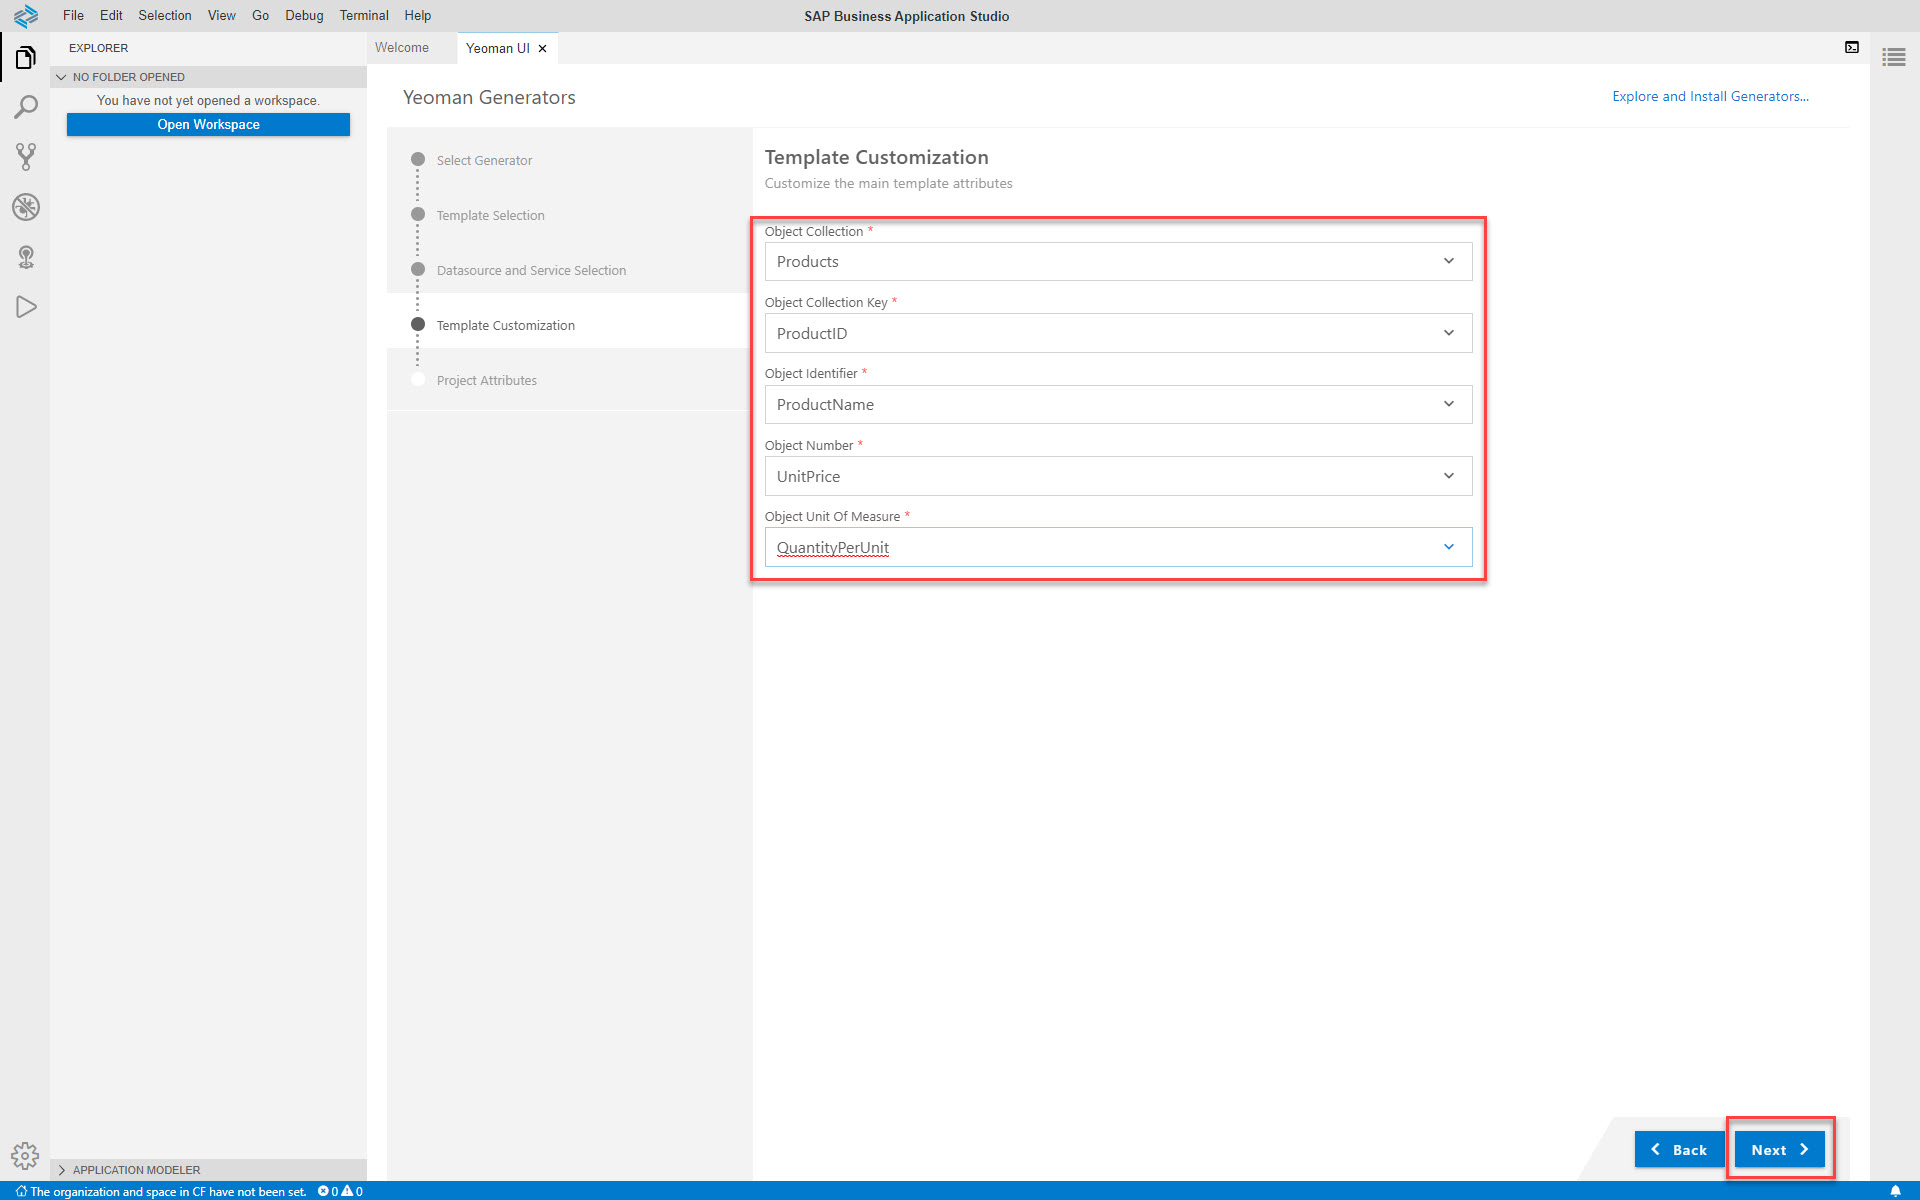 File Edit Selection View Go Debug Terminal Help
SAP Business Application Studio
EXPLORER
NO FOLDER OPENED
You have not yet opened a workspace.
Open Workspace
Welcome
Yeoman UI
Yeoman Generators
Explore and Install Generators...
Select Generator
Template Selection
Datasource and Service Selection
Template Customization
Project Attributes
Template Customization
Customize the main template attributes
Object Collection *
Products
Object Collection Key *
ProductID
Object Identifier *
ProductName
Object Number *
UnitPrice
Object Unit Of Measure *
QuantityPerUnit
Back
Next
APPLICATION MODELER
The organization and space in CF have not been set. 0 0